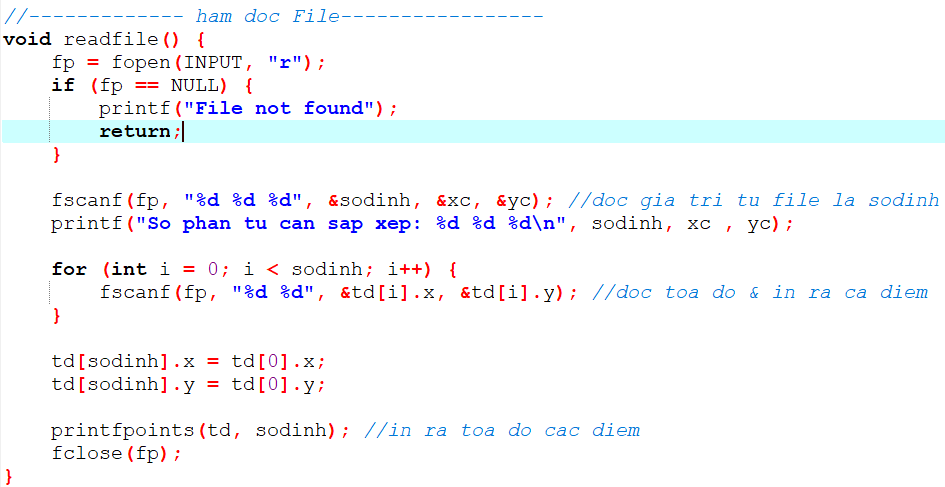 //------------- ham doc File-----------------
void readfile() {
    fp = fopen(INPUT, "r");
    if (fp == NULL) {
        printf("File not found");
        return;
    }

    fscanf(fp, "%d %d %d", &sodinh, &xc, &yc); //doc gia tri tu file la sodinh
    printf("So phan tu can sap xep: %d %d %d\n", sodinh, xc , yc);

    for (int i = 0; i < sodinh; i++) {
        fscanf(fp, "%d %d", &td[i].x, &td[i].y); //doc toa do & in ra ca diem
    }

    td[sodinh].x = td[0].x;
    td[sodinh].y = td[0].y;

    printfpoints(td, sodinh); //in ra toa do cac diem
    fclose(fp);
}